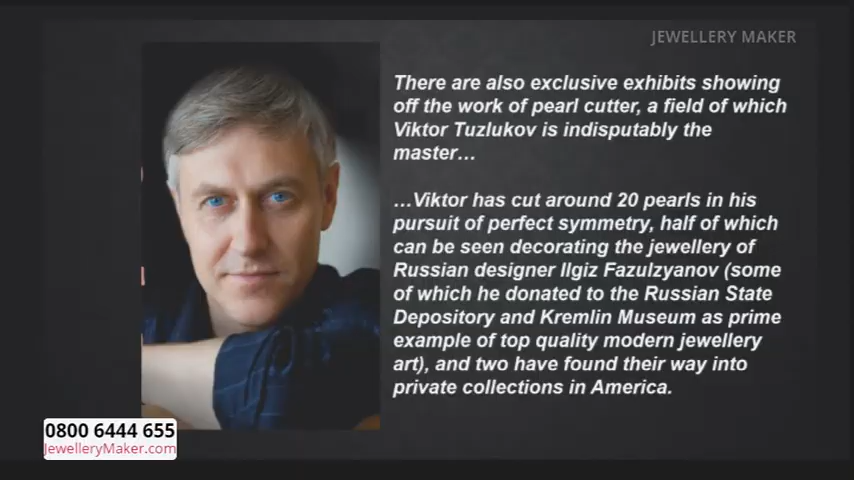 JEWELLERY MAKER
There are also exclusive exhibits showing
off the work of pearl cutter, a field of which
Viktor Tuzlukov is indisputably the
master…
…Viktor has cut around 20 pearls in his
pursuit of perfect symmetry, half of which
can be seen decorating the jewellery of
Russian designer Ilgiz Fazulzyanov (some
of which he donated to the Russian State
Depository and Kremlin Museum as prime
example of top quality modern jewellery
art), and two have found their way into
private collections in America.
0800 6444 655
JewelleryMaker.com